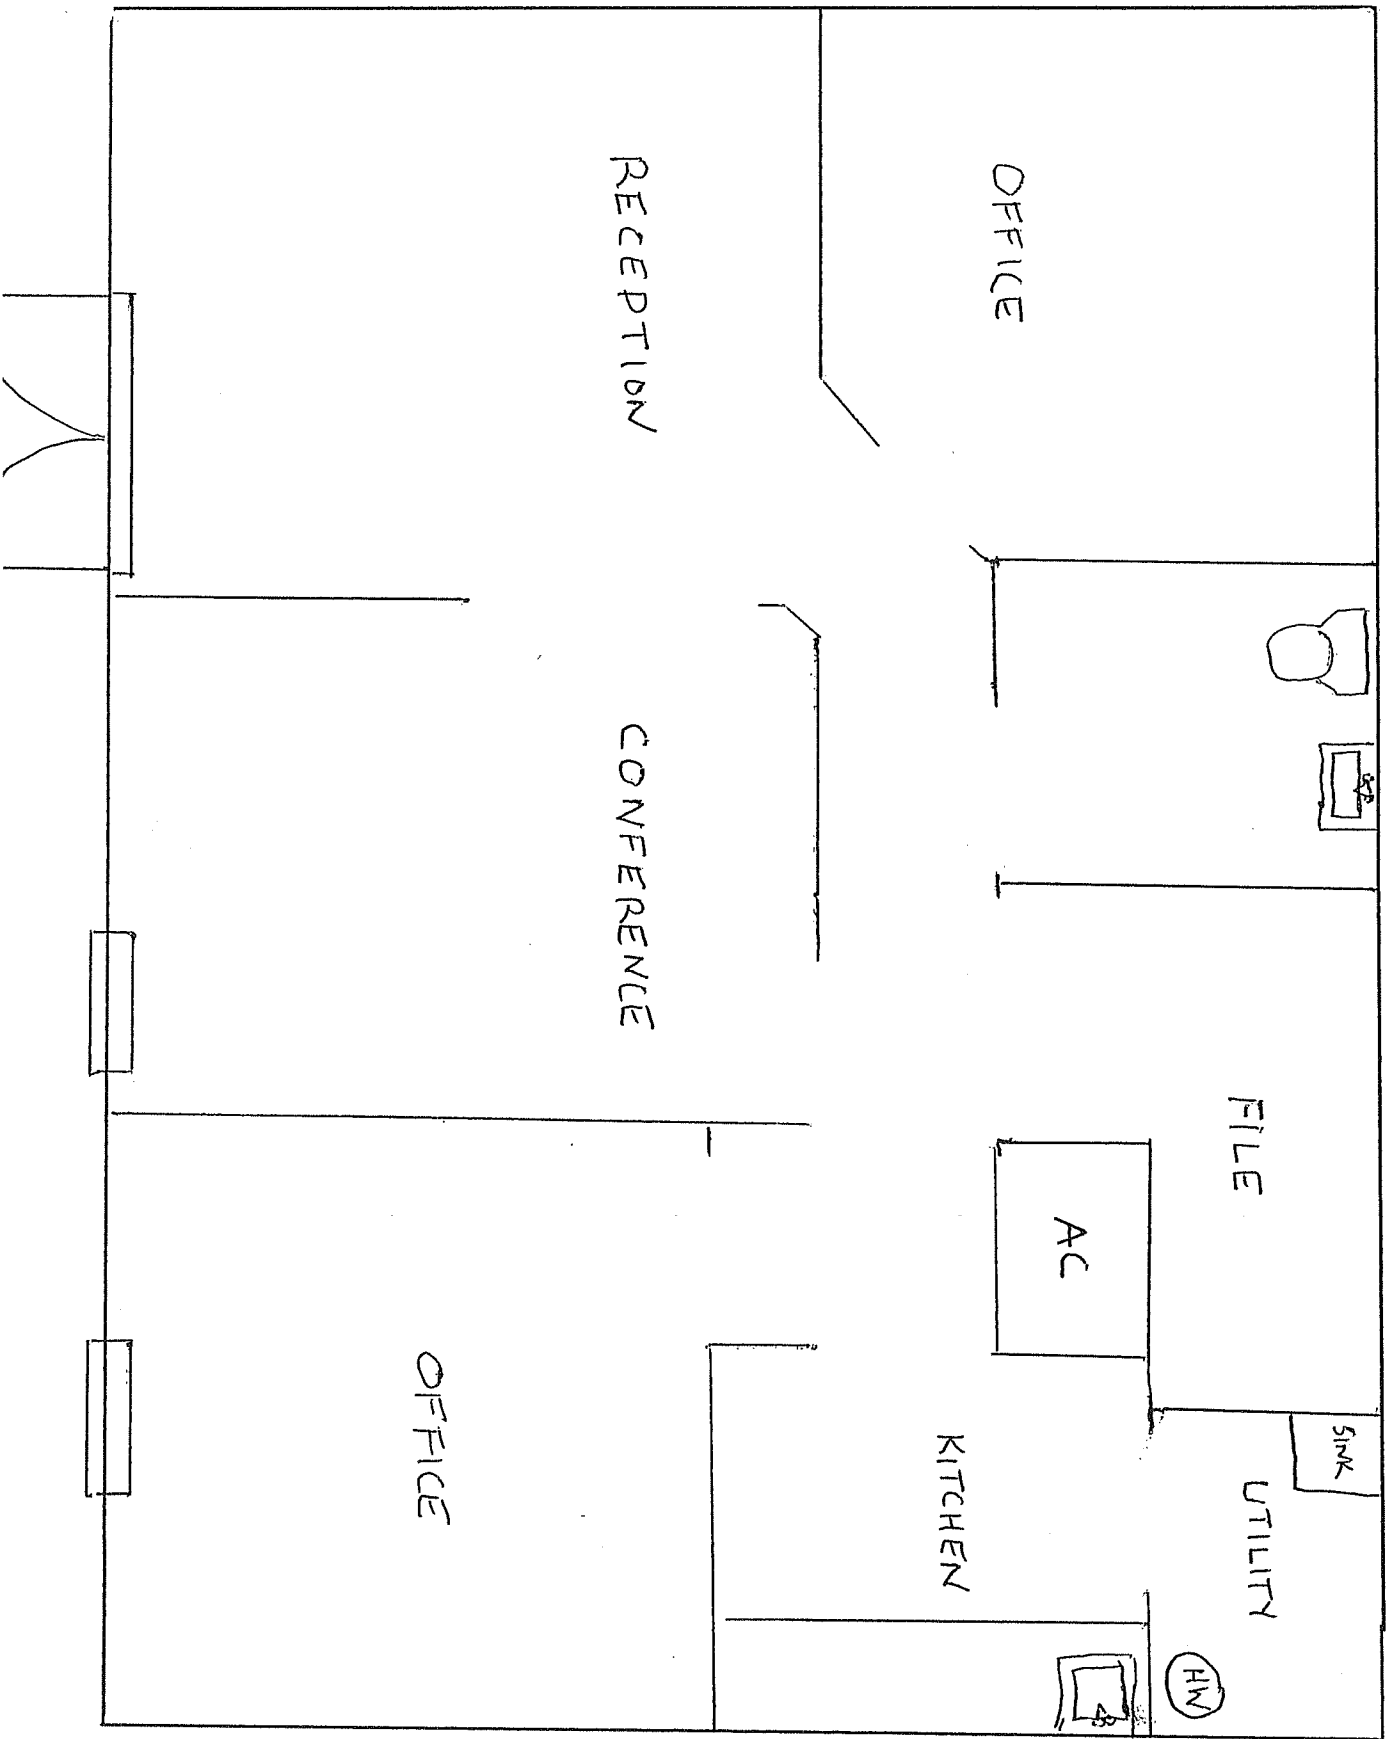 OFFICE
RECEPTION
CONFERENCE
FILE
AC
SINK
UTILITY
KITCHEN
OFFICE
HW